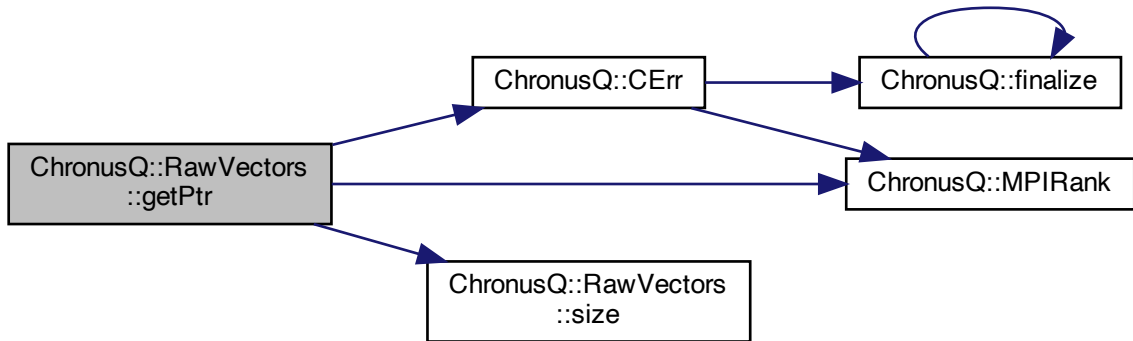 ChronusQ::RawVectors
::getPtr
ChronusQ::CErr
ChronusQ::finalize
ChronusQ::MPIRank
ChronusQ::RawVectors
::size